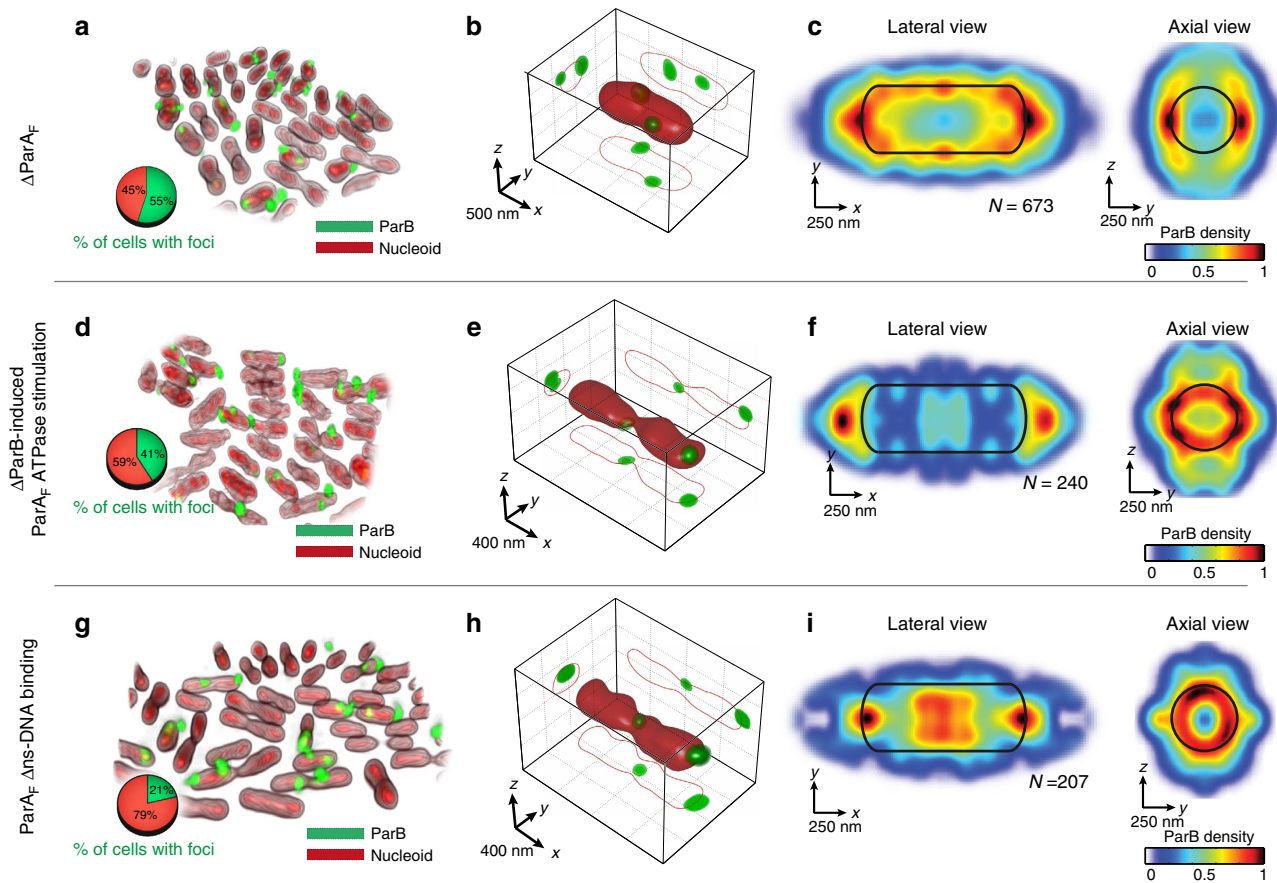 a
b
c
Lateral view
Axial view
ΔParA_F
45%
55%
% of cells with foci
ParB
Nucleoid
z
y
x
500 nm
y
x
250 nm
N = 673
z
y
250 nm
ParB density
0 0.5 1
d
e
f
Lateral view
Axial view
ΔParB-induced
ParA_F ATPase stimulation
59%
41%
% of cells with foci
ParB
Nucleoid
z
y
x
400 nm
y
x
250 nm
N = 240
z
y
250 nm
ParB density
0 0.5 1
g
h
i
Lateral view
Axial view
ParA_F Δns-DNA binding
21%
79%
% of cells with foci
ParB
Nucleoid
z
y
x
400 nm
y
x
250 nm
N =207
z
y
250 nm
ParB density
0 0.5 1